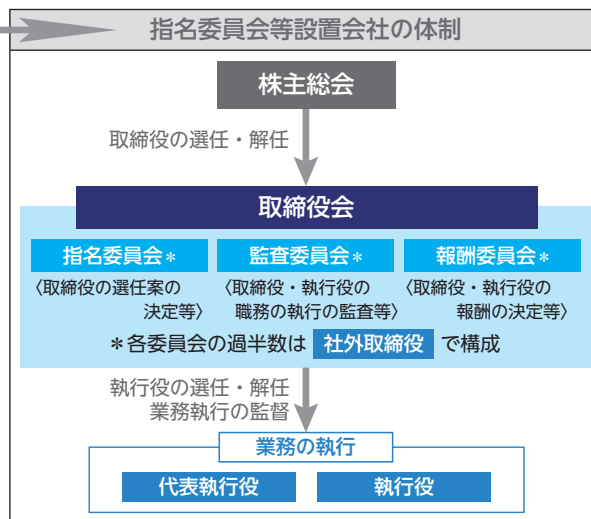 指名委員会等設置会社の体制
株主総会
取締役の選任・解任
取締役会
指名委員会＊
監査委員会＊
報酬委員会＊
〈取締役の選任案の
決定等〉
〈取締役・執行役の
職務の執行の監査等〉
〈取締役・執行役の
報酬の決定等〉
＊各委員会の過半数は 社外取締役 で構成
執行役の選任・解任
業務執行の監督
業務の執行
代表執行役
執行役